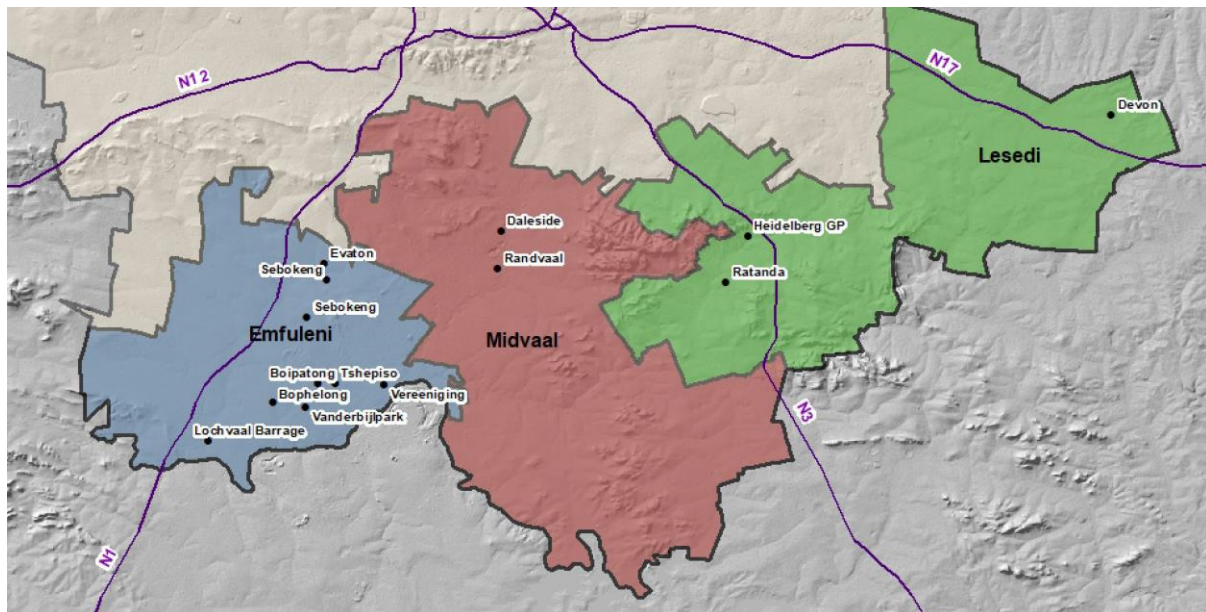 N12
N17
Devon
Lesedi
Daleside
Heidelberg GP
Evaton
Randvaal
Sebokeng
Ratanda
Sebokeng
Emfuleni
Midvaal
Boipatong Tshepiso
Bophelong
Vereeniging
Vanderbijlpark
N3
Lochvaal Barrage
N1